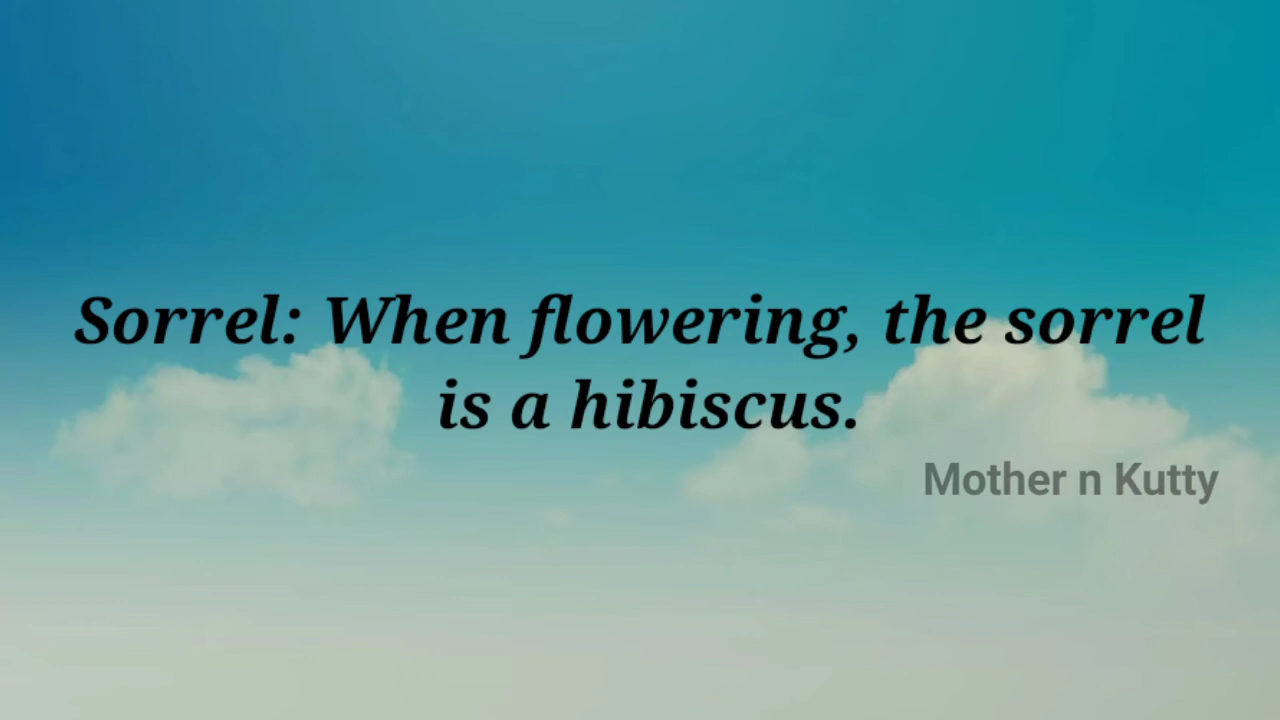 Sorrel: When flowering, the sorrel
is a hibiscus.
Mother n Kutty